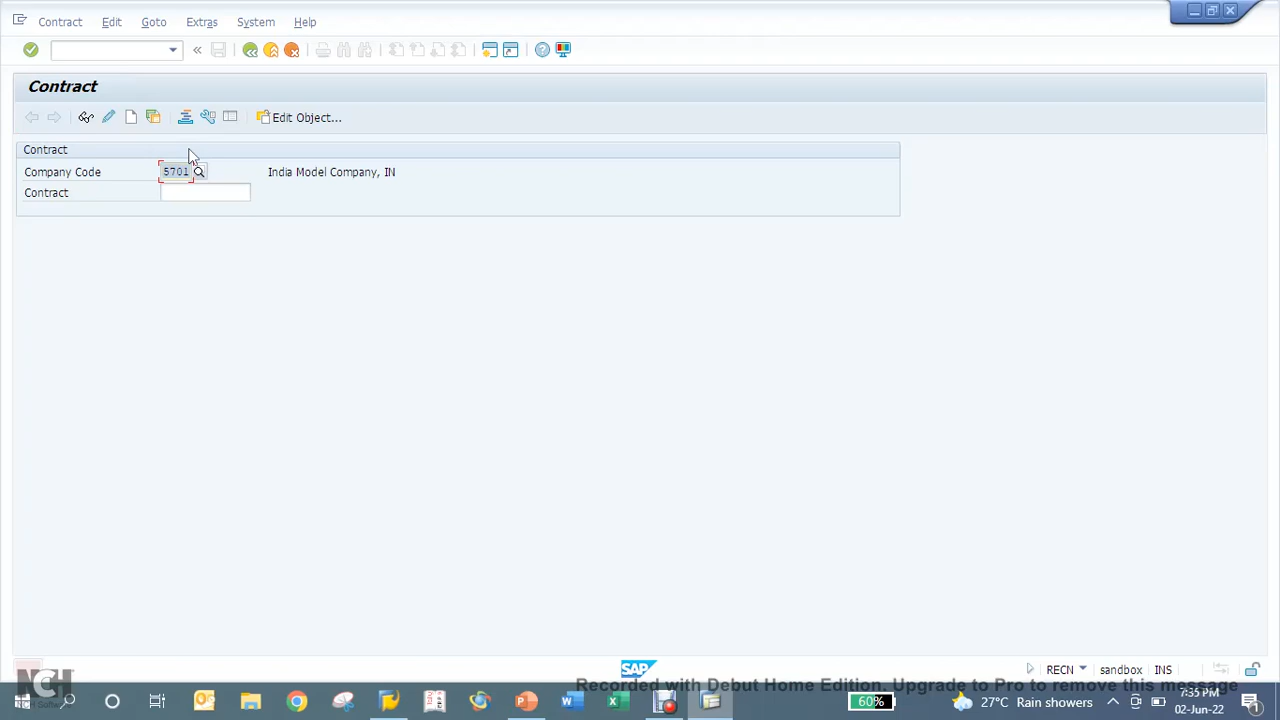 Contract Edit Goto Extras System Help
Contract
Edit Object...
Contract
Company Code 5701 India Model Company, IN
Contract
SAP RECN sandbox INS
NCH Software
Recorded with Debut Home Edition. Upgrade to Pro to remove this message
60% 27°C Rain showers 7:35 PM
02-Jun-22